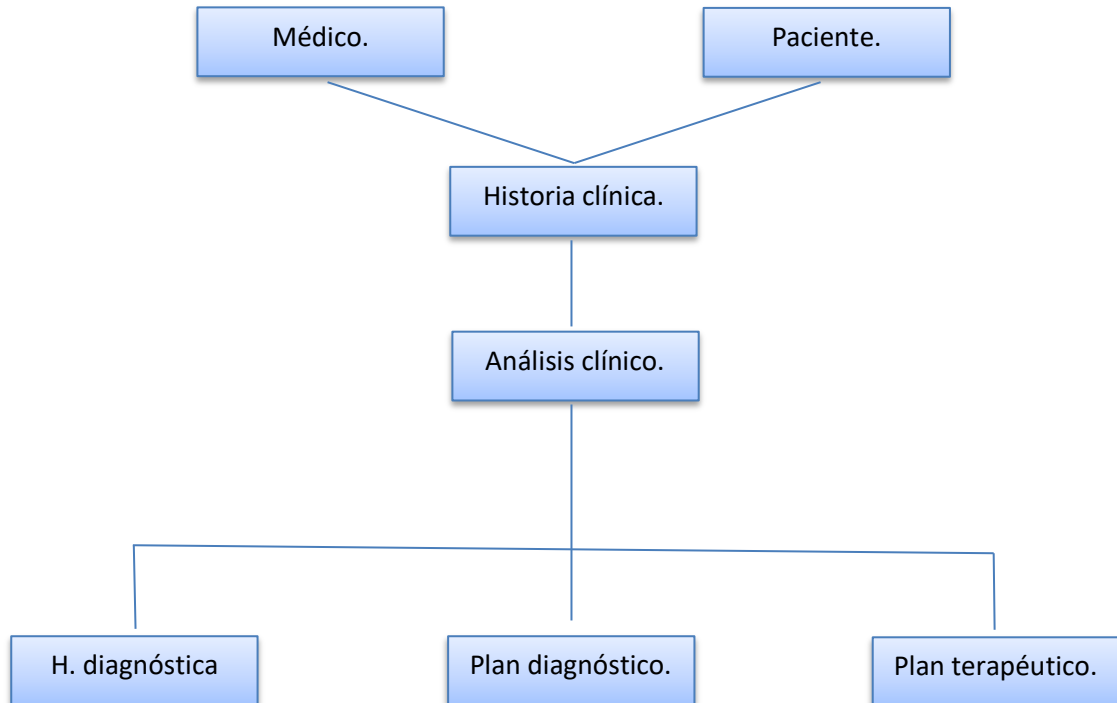 Médico.
Paciente.
Historia clínica.
Análisis clínico.
H. diagnóstica
Plan diagnóstico.
Plan terapéutico.